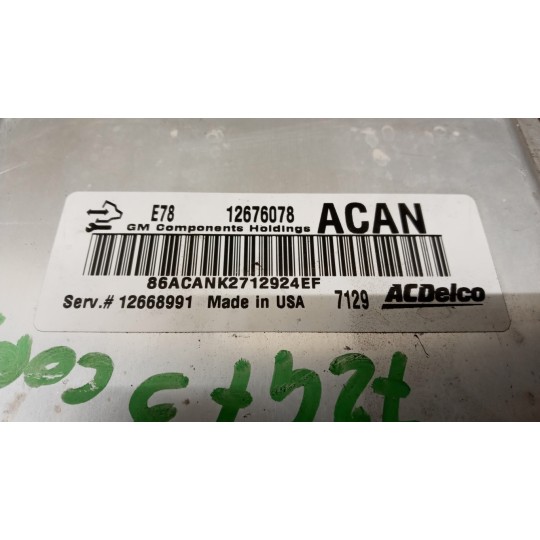 E78 12676078 ACAN
GM Components Holdings
86ACANK2712924EF
Serv.# 12668991 Made in USA 7129 ACDelco